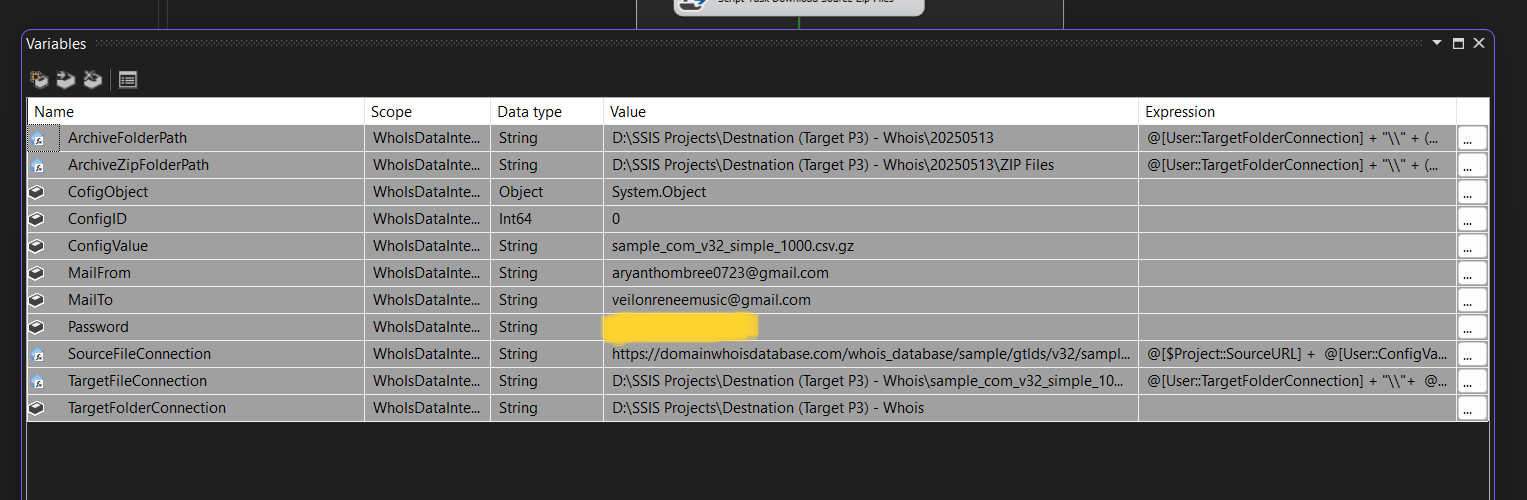 Script Task Download Source Zip Files
Variables
Name Scope Data type Value Expression
ArchiveFolderPath WhoIsDataInte... String D:\SSIS Projects\Destnation (Target P3) - Whois\20250513 @[User::TargetFolderConnection] + "\\" + (... ...
ArchiveZipFolderPath WhoIsDataInte... String D:\SSIS Projects\Destnation (Target P3) - Whois\20250513\ZIP Files @[User::TargetFolderConnection] + "\\" + (... ...
CofigObject WhoIsDataInte... Object System.Object ...
ConfigID WhoIsDataInte... Int64 0 ...
ConfigValue WhoIsDataInte... String sample_com_v32_simple_1000.csv.gz ...
MailFrom WhoIsDataInte... String aryanthombree0723@gmail.com ...
MailTo WhoIsDataInte... String veilonreneemusic@gmail.com ...
Password WhoIsDataInte... String ...
SourceFileConnection WhoIsDataInte... String https://domainwhoisdatabase.com/whois_database/sample/gtlds/v32/sampl... @[$Project::SourceURL] + @[User::ConfigVa... ...
TargetFileConnection WhoIsDataInte... String D:\SSIS Projects\Destnation (Target P3) - Whois\sample_com_v32_simple_10... @[User::TargetFolderConnection] + "\\"+ @... ...
TargetFolderConnection WhoIsDataInte... String D:\SSIS Projects\Destnation (Target P3) - Whois ...